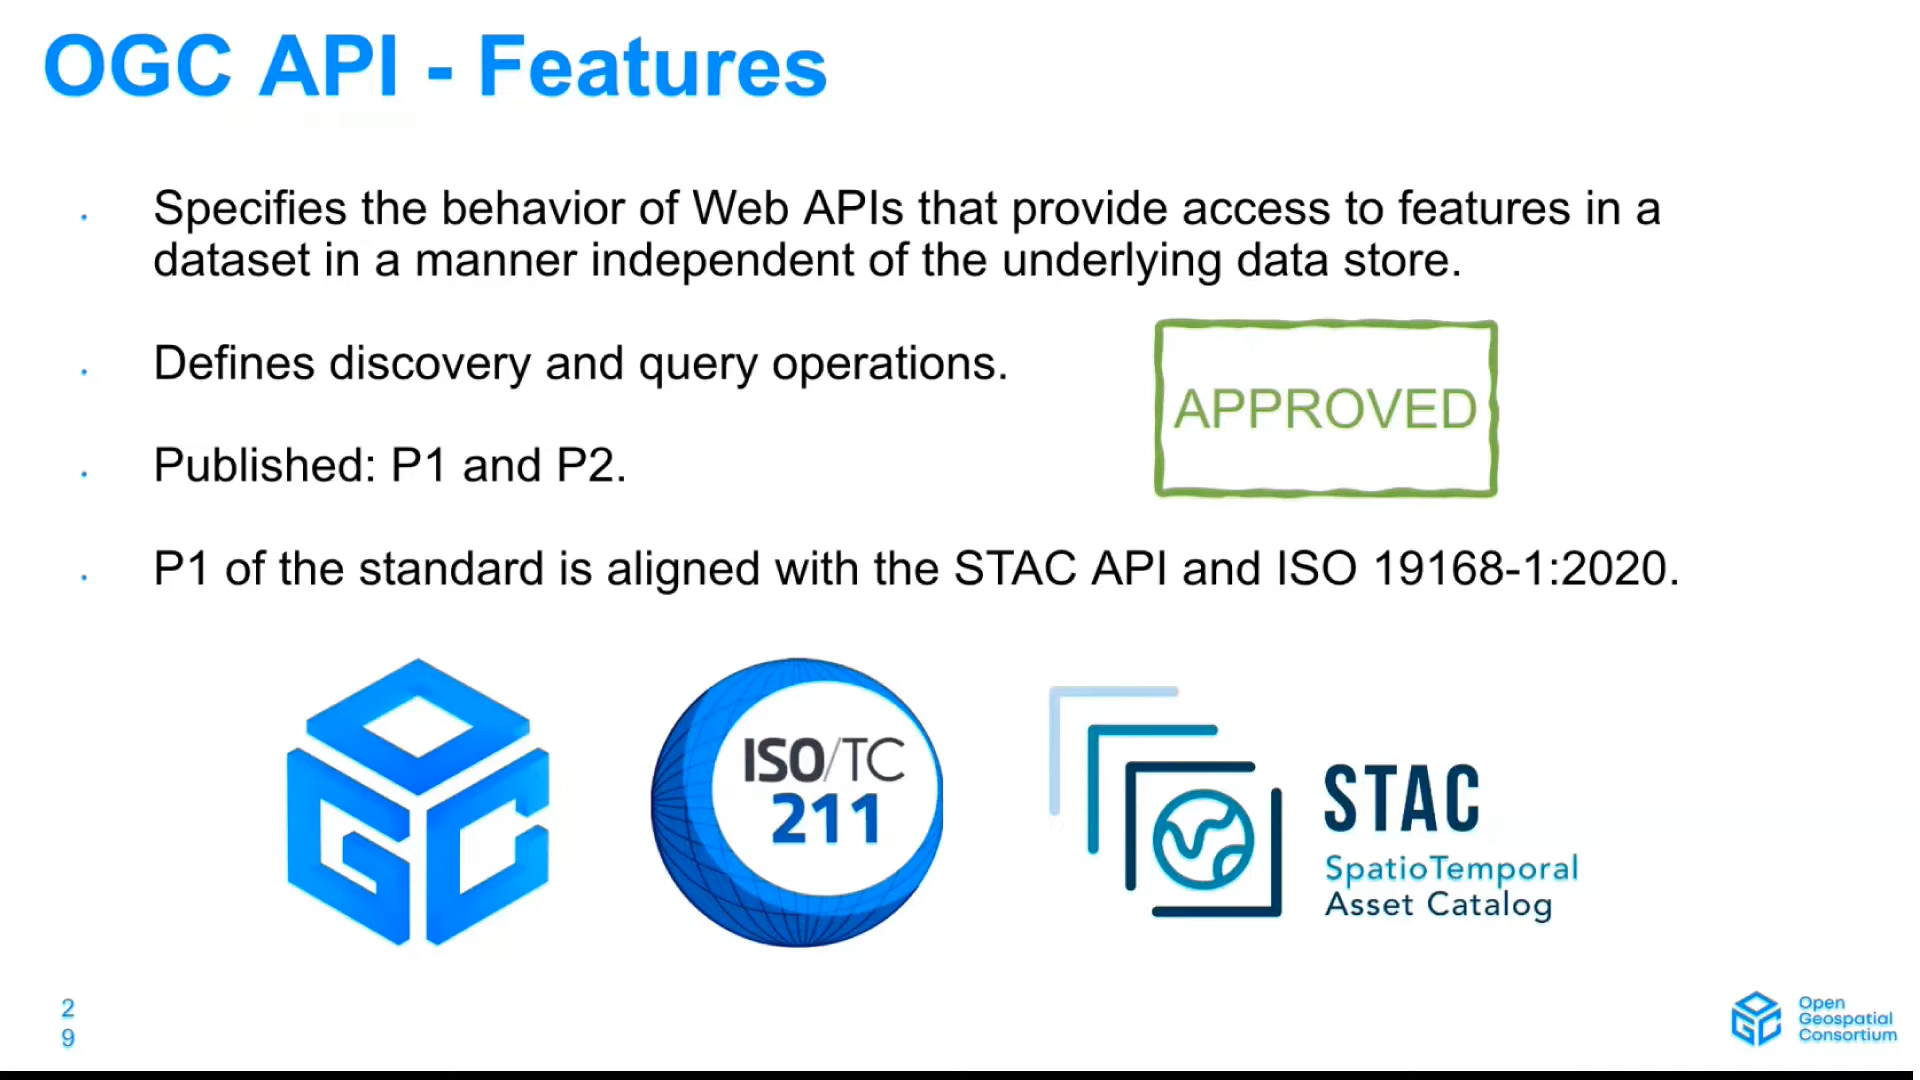 OGC API - Features
Specifies the behavior of Web APIs that provide access to features in a
dataset in a manner independent of the underlying data store.
Defines discovery and query operations.
APPROVED
Published: P1 and P2.
P1 of the standard is aligned with the STAC API and ISO 19168-1:2020.
OGC
ISO/TC
211
STAC
SpatioTemporal
Asset Catalog
2
9
OGC
Open
Geospatial
Consortium